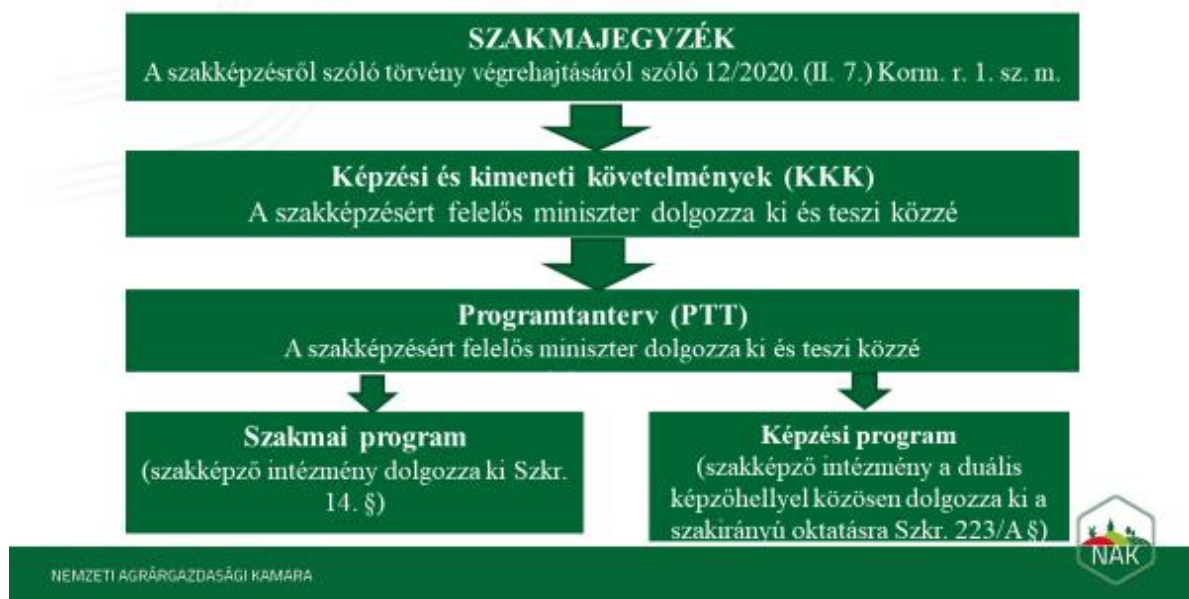 SZAKMAJEGYZÉK
A szakképzésről szóló törvény végrehajtásáról szóló 12/2020. (II. 7.) Korm. r. 1. sz. m.
Képzési és kimeneti követelmények (KKK)
A szakképzésért felelős miniszter dolgozza ki és teszi közzé
Programtanterv (PTT)
A szakképzésért felelős miniszter dolgozza ki és teszi közzé
Szakmai program
(szakképző intézmény dolgozza ki Szkr.
14. §)
Képzési program
(szakképző intézmény a duális
képzőhellyel közösen dolgozza ki a
szakirányú oktatásra Szkr. 223/A §)
NAK
NEMZETI AGRÁRGAZDASÁGI KAMARA